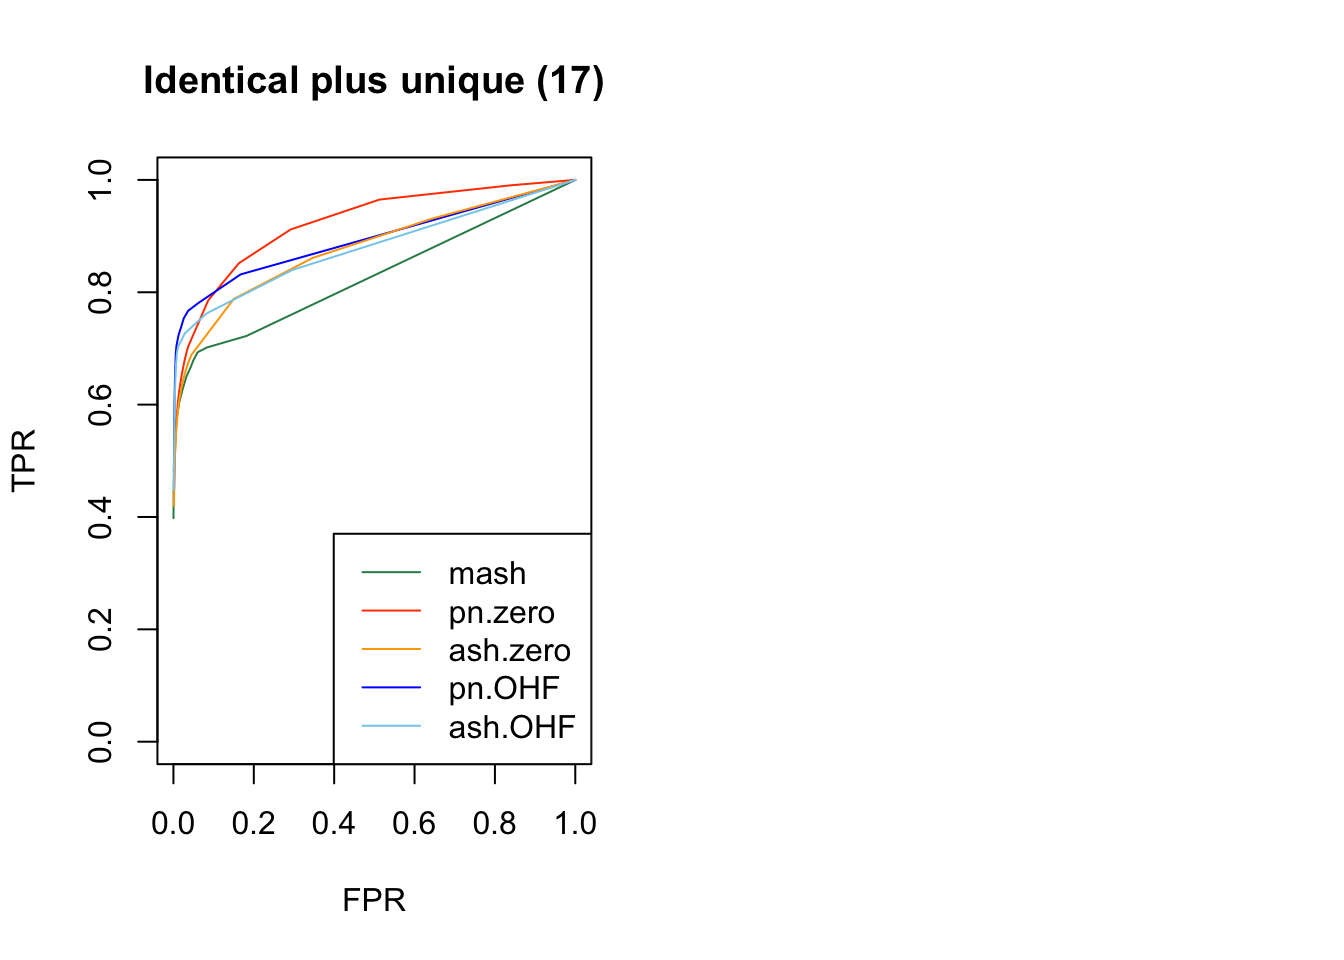 Identical plus unique (17)
TPR
1.0
0.8
0.6
0.4
0.2
0.0
mash
pn.zero
ash.zero
pn.OHF
ash.OHF
0.0 0.2 0.4 0.6 0.8 1.0
FPR